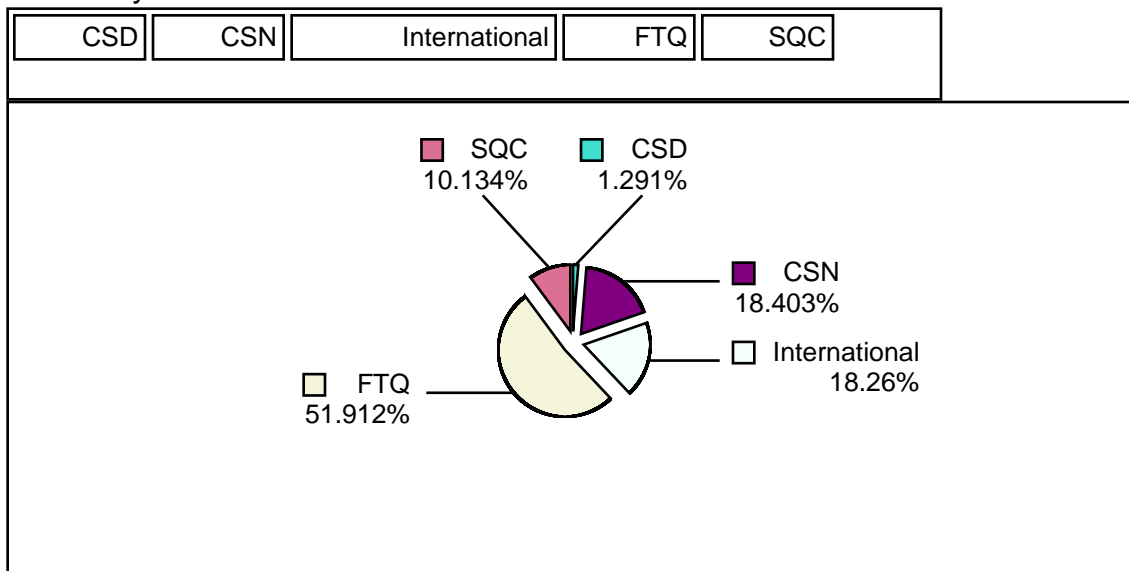 CSD CSN International FTQ SQC
SQC
10.134%
CSD
1.291%
CSN
18.403%
International
18.26%
FTQ
51.912%